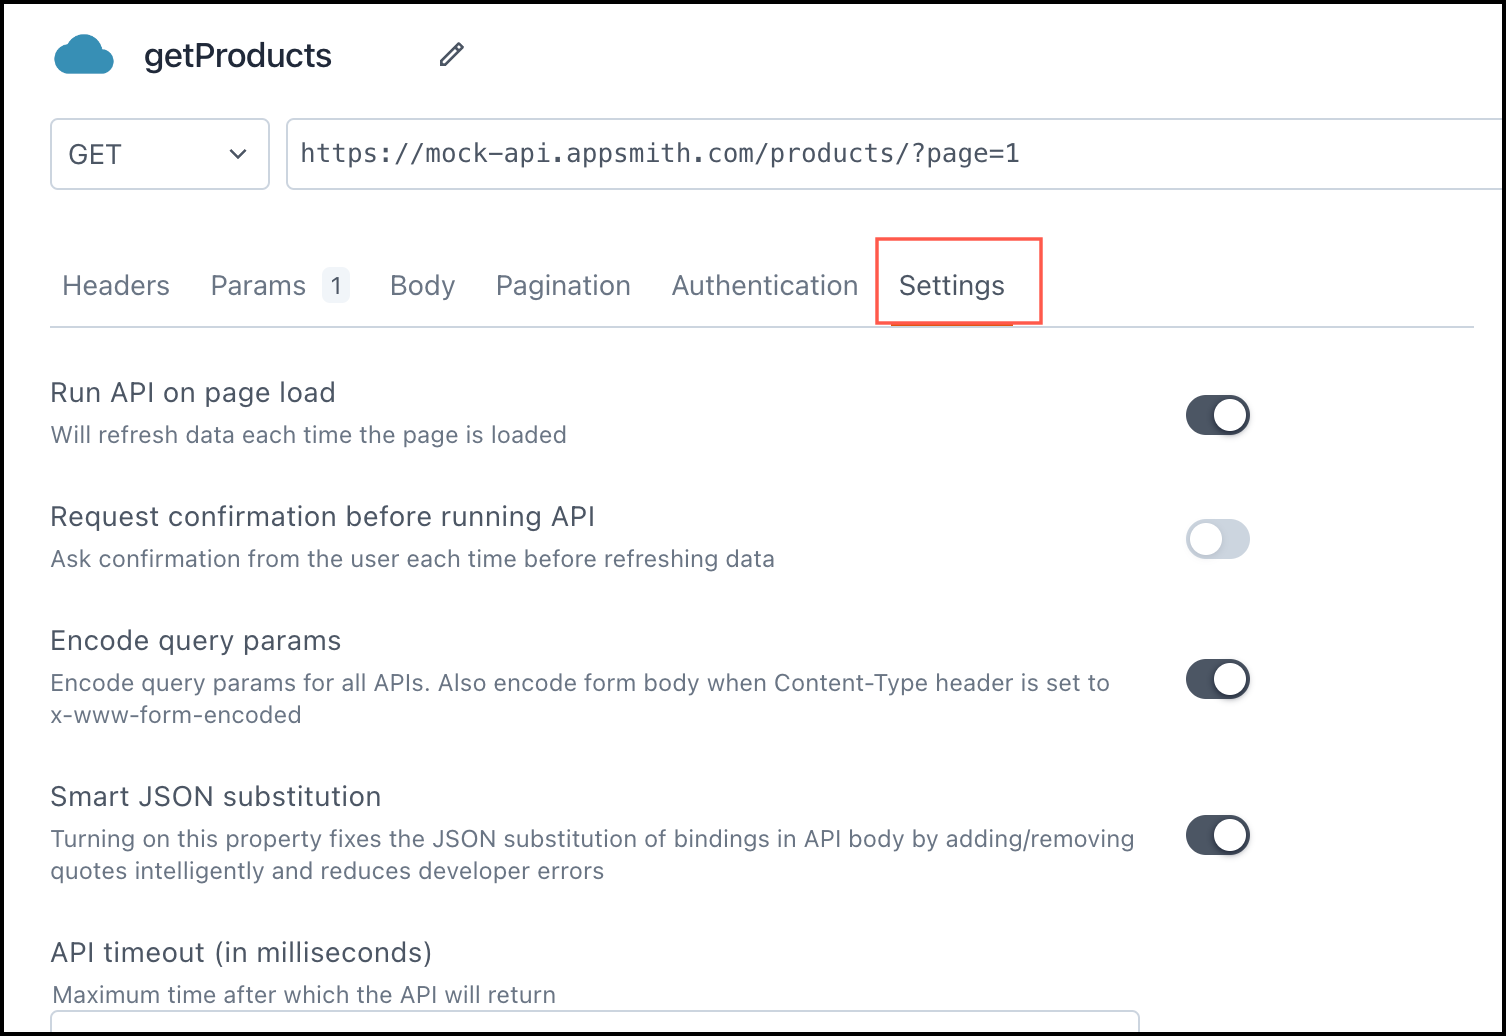 getProducts
GET
https://mock-api.appsmith.com/products/?page=1
Headers Params 1 Body Pagination Authentication Settings
Run API on page load
Will refresh data each time the page is loaded
Request confirmation before running API
Ask confirmation from the user each time before refreshing data
Encode query params
Encode query params for all APIs. Also encode form body when Content-Type header is set to
x-www-form-encoded
Smart JSON substitution
Turning on this property fixes the JSON substitution of bindings in API body by adding/removing
quotes intelligently and reduces developer errors
API timeout (in milliseconds)
Maximum time after which the API will return